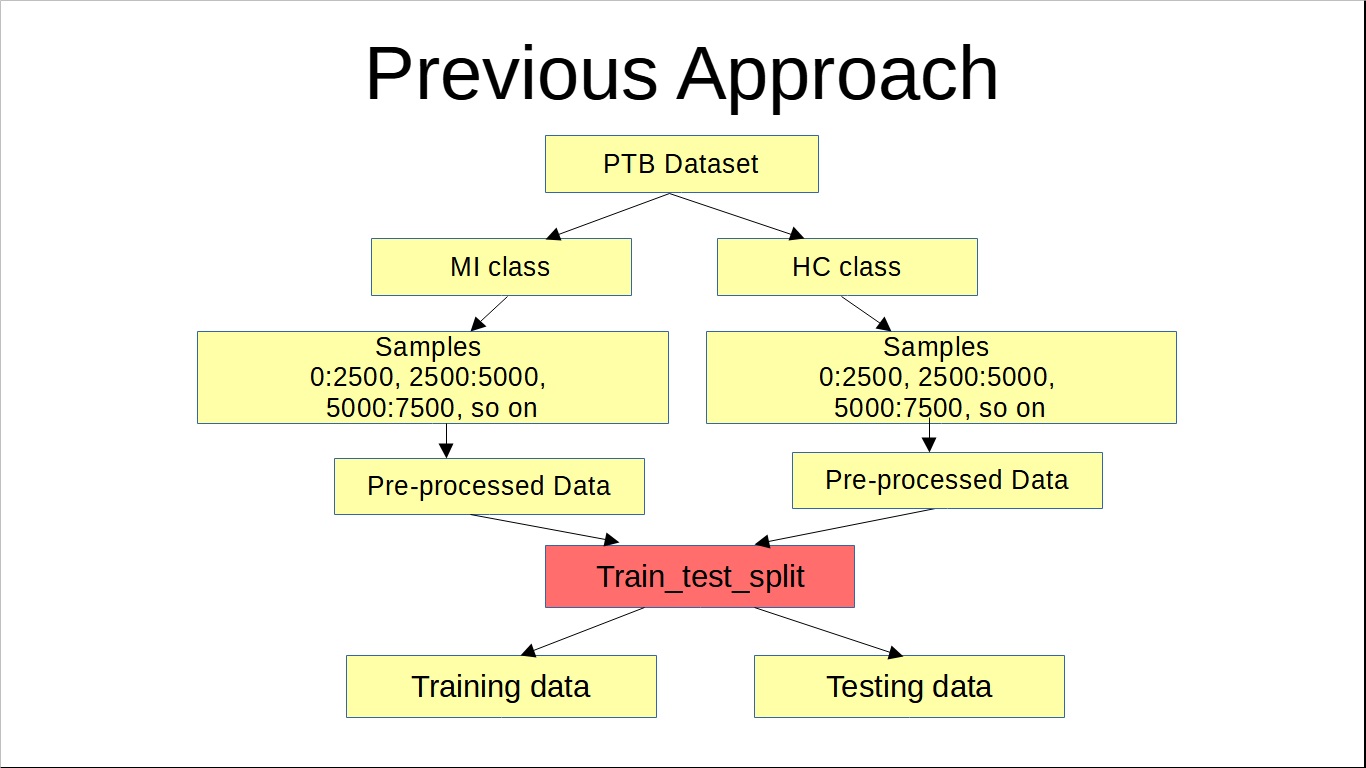 Previous Approach
PTB Dataset
MI class
HC class
Samples
0:2500, 2500:5000,
5000:7500, so on
Samples
0:2500, 2500:5000,
5000:7500, so on
Pre-processed Data
Pre-processed Data
Train_test_split
Training data
Testing data